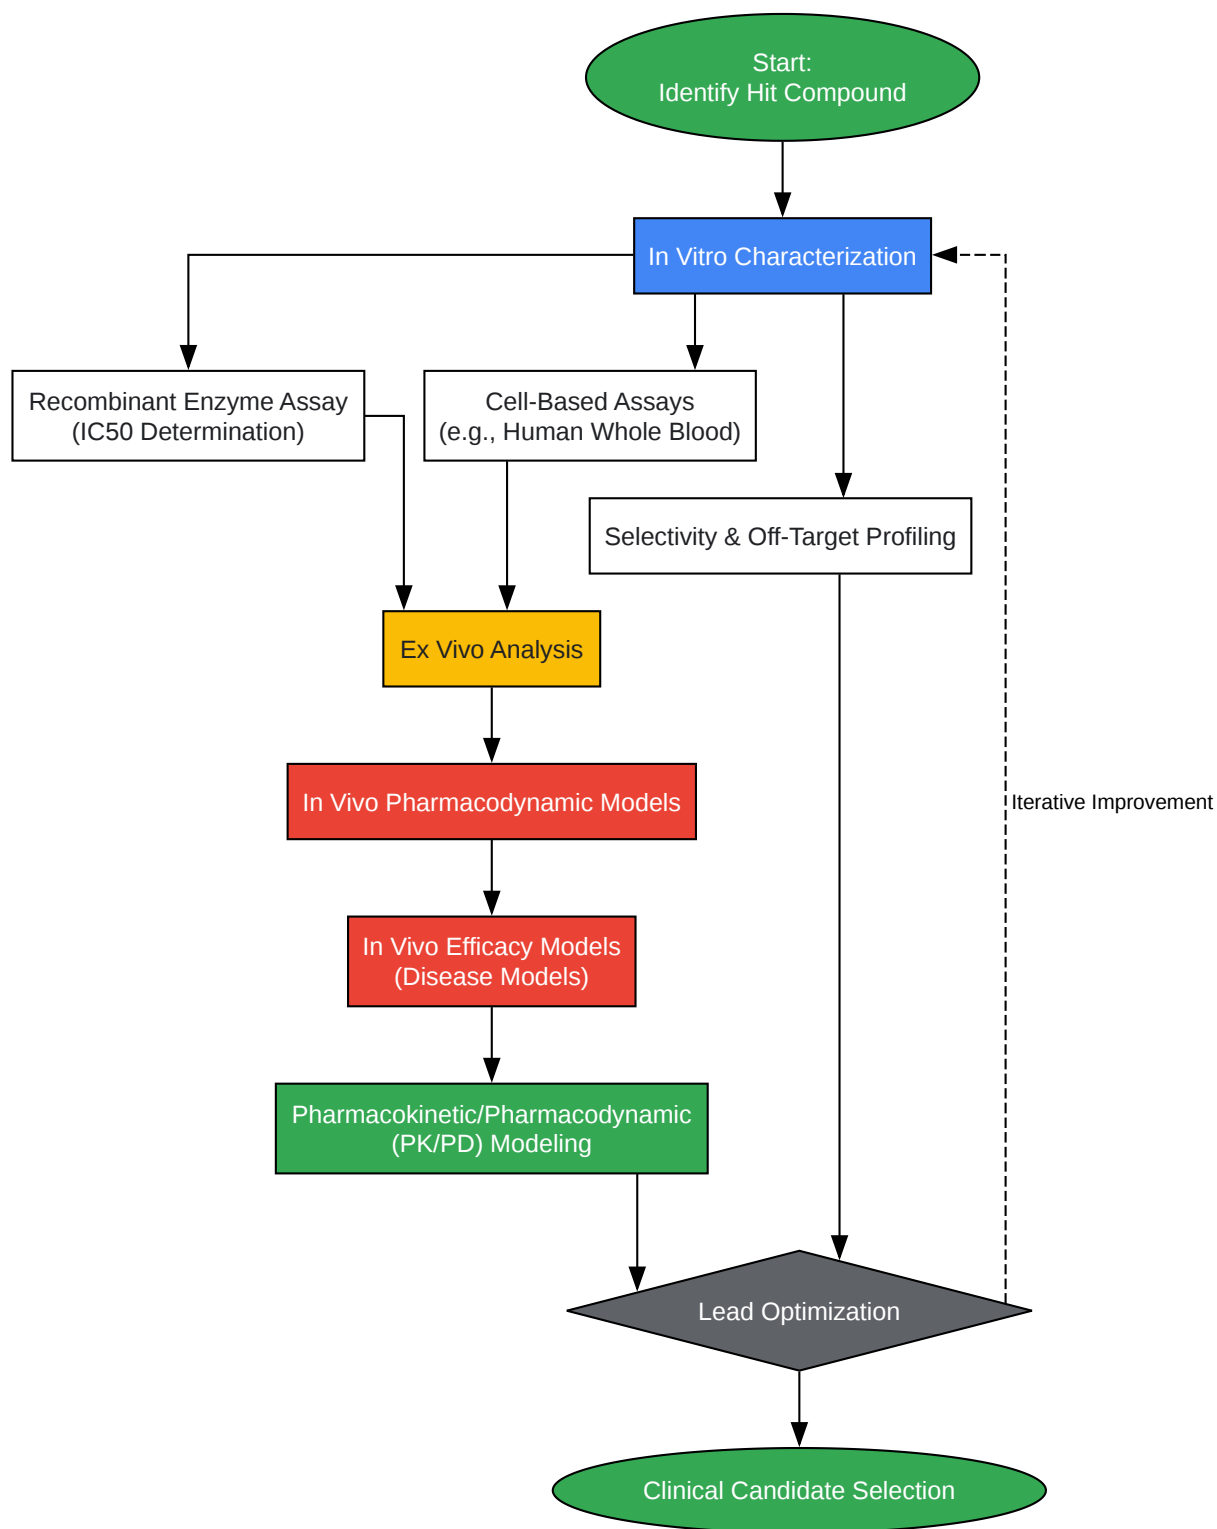 Start:
Identify Hit Compound
In Vitro Characterization
Recombinant Enzyme Assay
(IC50 Determination)
Cell-Based Assays
(e.g., Human Whole Blood)
Selectivity & Off-Target Profiling
Ex Vivo Analysis
In Vivo Pharmacodynamic Models
Iterative Improvement
In Vivo Efficacy Models
(Disease Models)
Pharmacokinetic/Pharmacodynamic
(PK/PD) Modeling
Lead Optimization
Clinical Candidate Selection